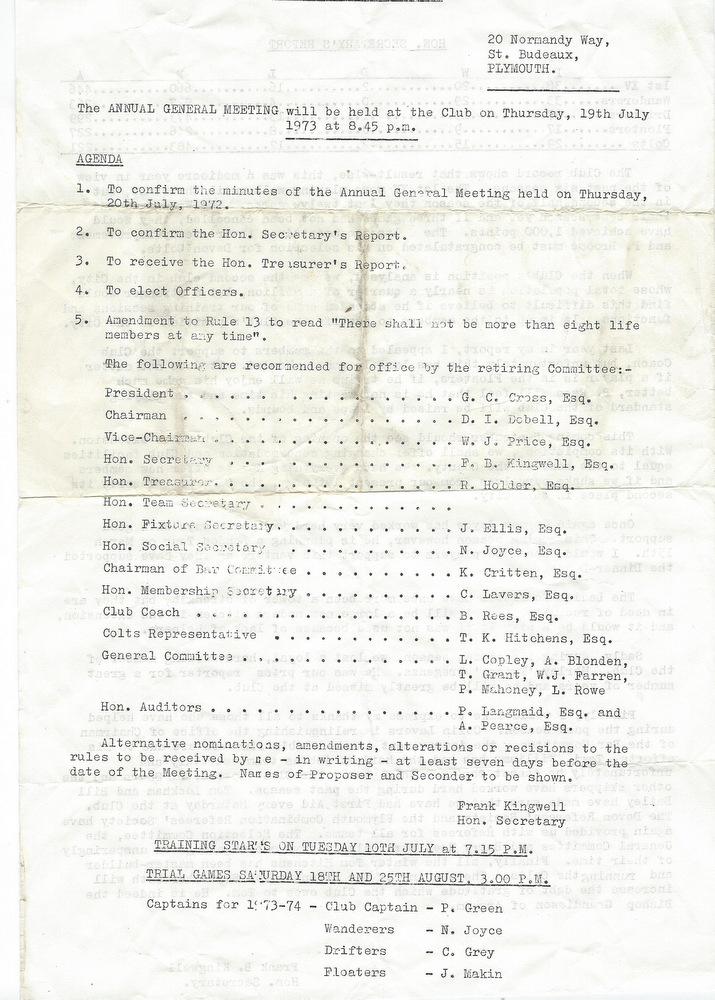 20 Normandy Way,
St. Budeaux,
PLYMOUTH.
The ANNUAL GENERAL MEETING will be held at the Club on Thursday, 19th July
1973 at 8.45 p.m.
AGENDA
1. To confirm the minutes of the Annual General Meeting held on Thursday,
20th July, 1972.
2. To confirm the Hon. Secretary's Report.
3. To receive the Hon. Treasurer's Report.
4. To elect Officers.
5. Amendment to Rule 13 to read "There shall not be more than eight life
members at any time".
The following are recommended for office by the retiring Committee:-
President . . . . . . . . . . . . . . . . . G. C. Cross, Esq.
Chairman . . . . . . . . . . . . . . . . . D. I. Dobell, Esq.
Vice-Chairman . . . . . . . . . . . . . . . W. J. Price, Esq.
Hon. Secretary . . . . . . . . . . . . . . F. B. Kingwell, Esq.
Hon. Treasurer. . . . . . . . . . . . . . . R. Holder, Esq.
Hon. Team Secretary . . . . . . . . . . . .
Hon. Fixture Secretary. . . . . . . . . . . J. Ellis, Esq.
Hon. Social Secretary . . . . . . . . . . . N. Joyce, Esq.
Chairman of Bar Committee . . . . . . . . . K. Critten, Esq.
Hon. Membership Secretary . . . . . . . . . C. Lavers, Esq.
Club Coach . . . . . . . . . . . . . . . . B. Rees, Esq.
Colts Representative . . . . . . . . . . . T. K. Hitchens, Esq.
General Committee . . . . . . . . . . . . . L. Copley, A. Blonden,
T. Grant, W.J. Farren,
P. Mahoney, L. Rowe
Hon. Auditors . . . . . . . . . . . . . . . P. Langmaid, Esq. and
A. Pearce, Esq.
Alternative nominations, amendments, alterations or recisions to the
rules to be received by me - in writing - at least seven days before the
date of the Meeting. Names of Proposer and Seconder to be shown.
Frank Kingwell
Hon. Secretary
TRAINING STARTS ON TUESDAY 10TH JULY at 7.15 P.M.
TRIAL GAMES SATURDAY 18TH AND 25TH AUGUST, 3.00 P.M.
Captains for 1973-74 - Club Captain - P. Green
Wanderers - N. Joyce
Drifters - C. Grey
Floaters - J. Makin